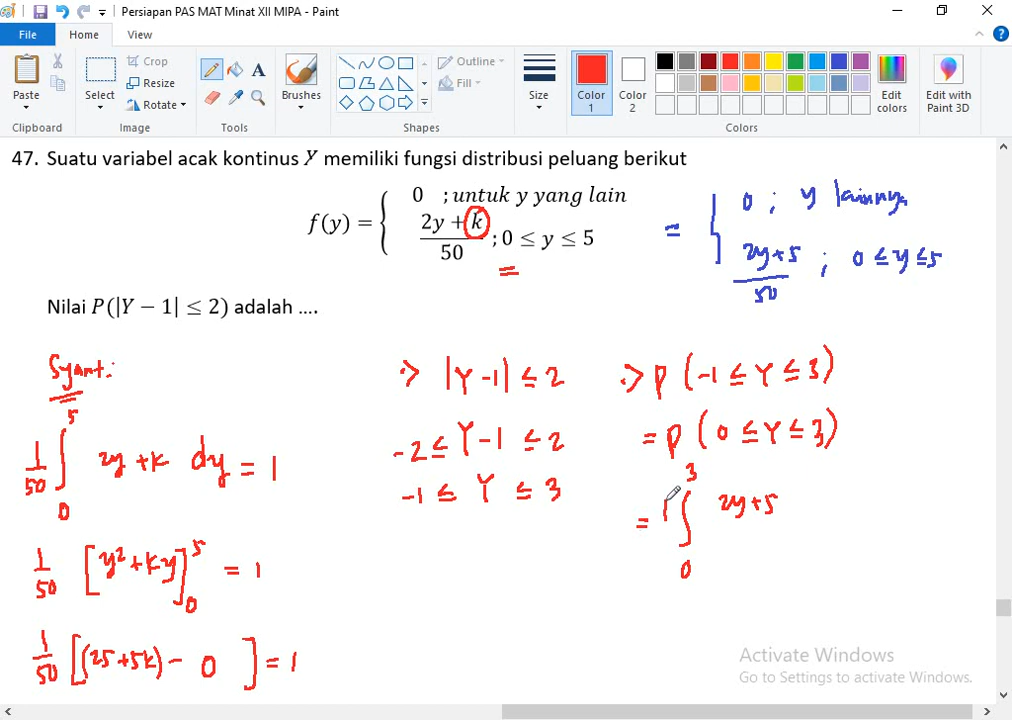 Persiapan PAS MAT Minat XII MIPA - Paint
File Home View
Paste
Select
Crop
Resize
Rotate
A
Brushes
Outline
Fill
Size
Color 1
Color 2
Edit colors
Edit with Paint 3D
Clipboard Image Tools Shapes Colors
47. Suatu variabel acak kontinus Y memiliki fungsi distribusi peluang berikut
f(y) = { 0 ; untuk y yang lain
(2y + k)/50 ; 0 ≤ y ≤ 5
= { 0 ; y lainnya
(2y+5)/50 ; 0 ≤ y ≤ 5
=
Nilai P(|Y − 1| ≤ 2) adalah ....
Syarat:
1/50 ∫₀⁵ 2y + k dy = 1
1/50 [y² + ky]₀⁵ = 1
1/50 [(25 + 5k) − 0] = 1
|Y - 1| ≤ 2
-2 ≤ Y - 1 ≤ 2
-1 ≤ Y ≤ 3
P (-1 ≤ Y ≤ 3)
= P (0 ≤ Y ≤ 3)
= ∫₀³ 2y + 5
Activate Windows
Go to Settings to activate Windows.